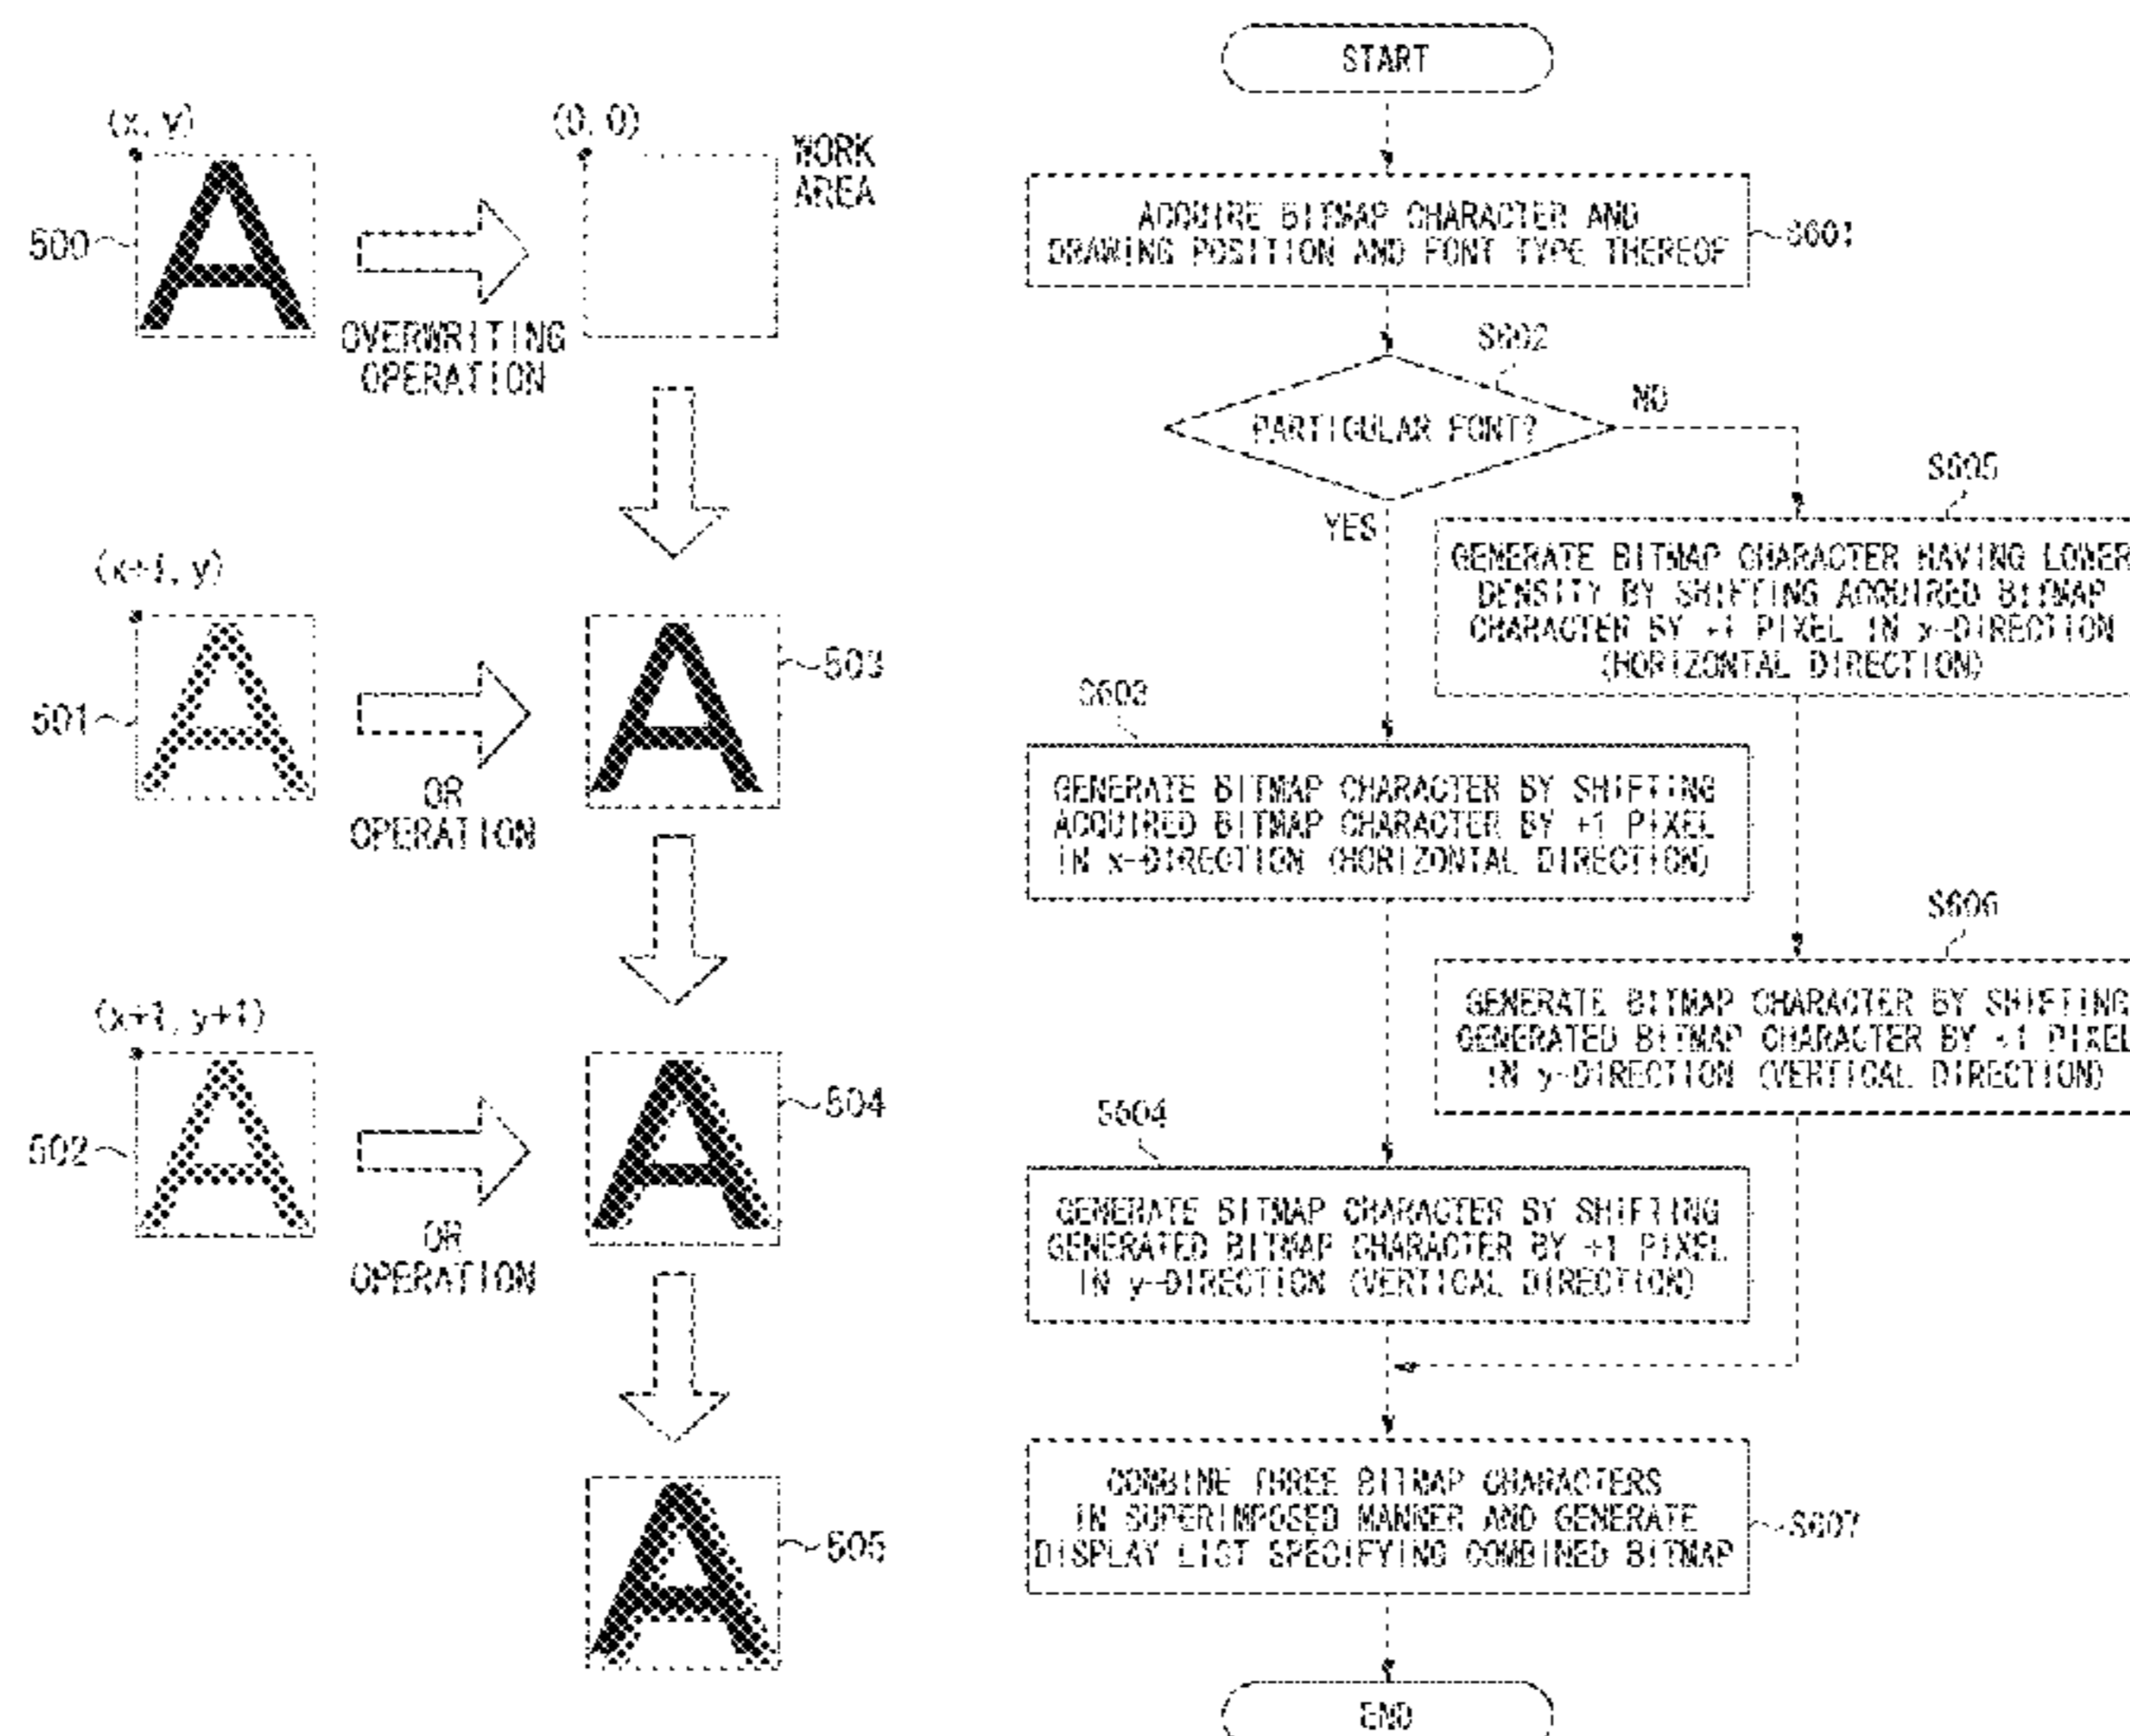 (x, y)
(0, 0)
WORK
AREA
500
OVERWRITING
OPERATION
(x+1, y)
501
503
OR
OPERATION
(x+1, y+1)
502
504
OR
OPERATION
505
START
ACQUIRE BITMAP CHARACTER AND
DRAWING POSITION AND FONT TYPE THEREOF
S601
S602
PARTICULAR FONT?
NO
YES
S605
GENERATE BITMAP CHARACTER HAVING LOWER
DENSITY BY SHIFTING ACQUIRED BITMAP
CHARACTER BY +1 PIXEL IN x-DIRECTION
(HORIZONTAL DIRECTION)
S603
GENERATE BITMAP CHARACTER BY SHIFTING
ACQUIRED BITMAP CHARACTER BY +1 PIXEL
IN x-DIRECTION (HORIZONTAL DIRECTION)
S606
GENERATE BITMAP CHARACTER BY SHIFTING
GENERATED BITMAP CHARACTER BY +1 PIXEL
IN y-DIRECTION (VERTICAL DIRECTION)
S604
GENERATE BITMAP CHARACTER BY SHIFTING
GENERATED BITMAP CHARACTER BY +1 PIXEL
IN y-DIRECTION (VERTICAL DIRECTION)
COMBINE THREE BITMAP CHARACTERS
IN SUPERIMPOSED MANNER AND GENERATE
DISPLAY LIST SPECIFYING COMBINED BITMAP
S607
END